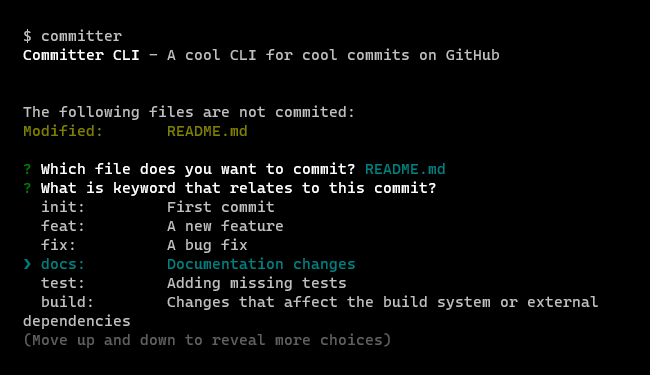 $ committer
Committer CLI – A cool CLI for cool commits on GitHub
The following files are not commited:
Modified:       README.md
? Which file does you want to commit? README.md
? What is keyword that relates to this commit?
  init:         First commit
  feat:         A new feature
  fix:          A bug fix
❯ docs:         Documentation changes
  test:         Adding missing tests
  build:        Changes that affect the build system or external
dependencies
(Move up and down to reveal more choices)